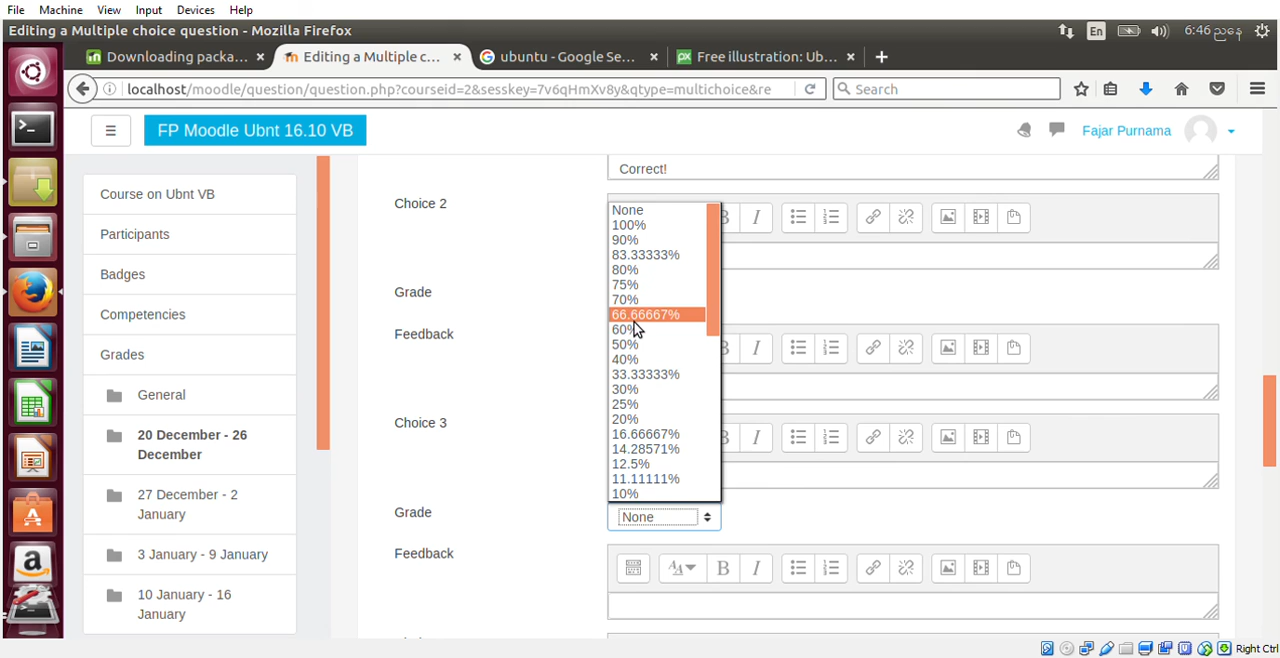 File Machine View Input Devices Help
Editing a Multiple choice question - Mozilla Firefox
En
6:46 ညနေ
Downloading packa...
Editing a Multiple c...
ubuntu - Google Se...
Free illustration: Ub...
localhost/moodle/question/question.php?courseid=2&sesskey=7v6qHmXv8y&qtype=multichoice&re
Search
FP Moodle Ubnt 16.10 VB
Fajar Purnama
Course on Ubnt VB
Participants
Badges
Competencies
Grades
General
20 December - 26
December
27 December - 2
January
3 January - 9 January
10 January - 16
January
Correct!
Choice 2
Grade
Feedback
Choice 3
Grade
Feedback
None
100%
90%
83.33333%
80%
75%
70%
66.66667%
60%
50%
40%
33.33333%
30%
25%
20%
16.66667%
14.28571%
12.5%
11.11111%
10%
None
Right Ctrl